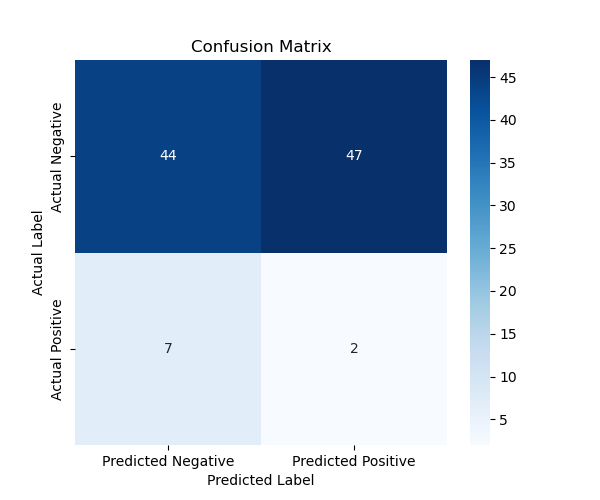 Confusion Matrix
Actual Label
Actual Negative
44
47
Actual Positive
7
2
Predicted Negative
Predicted Positive
Predicted Label
45
40
35
30
25
20
15
10
5